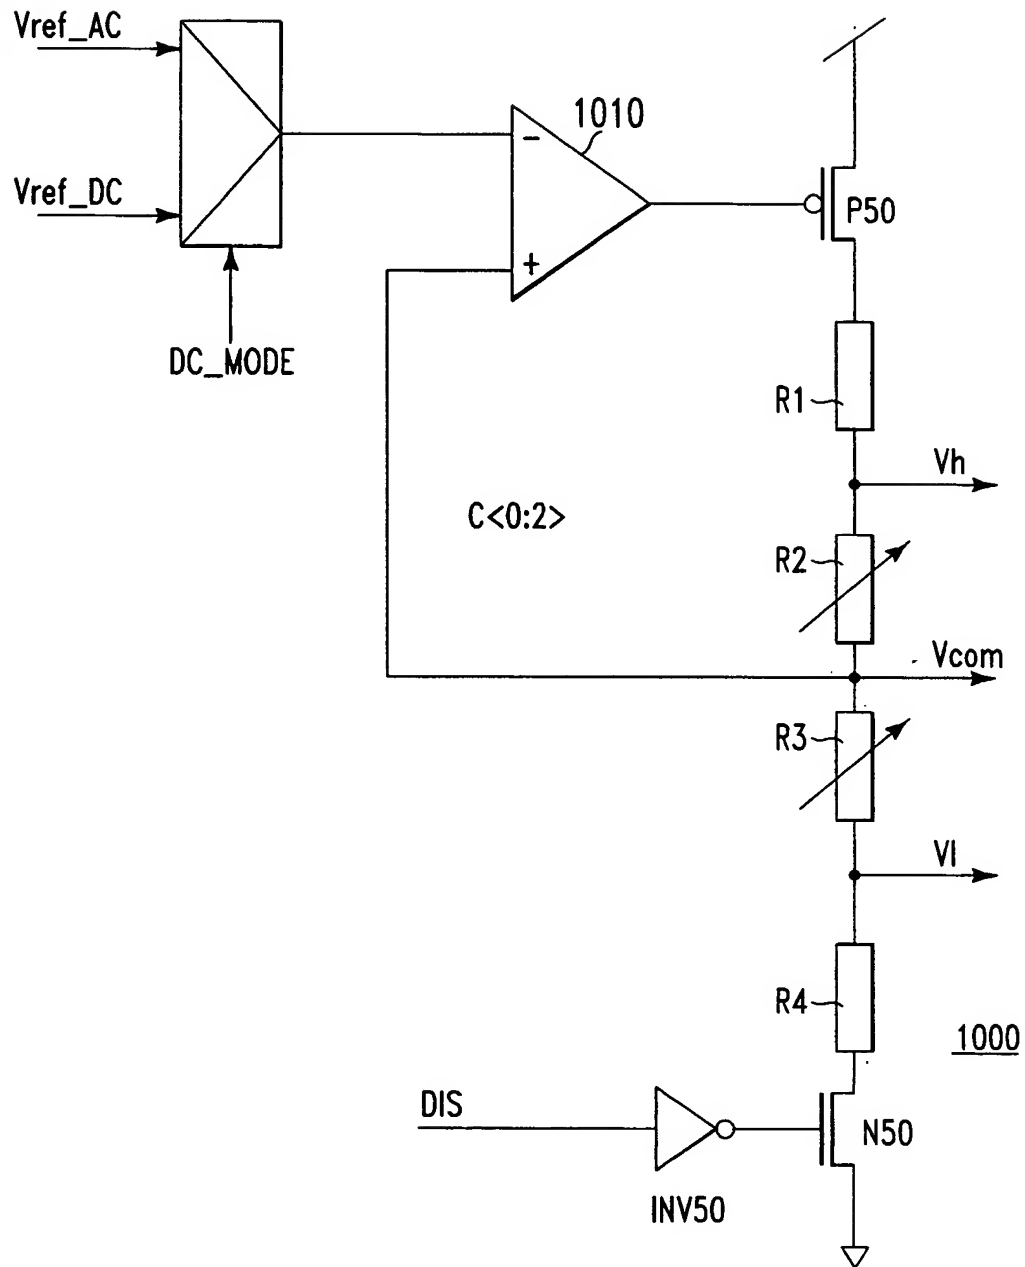 Vref_AC
1010
−
Vref_DC
P50
+
DC_MODE
R1
Vh
C<0:2>
R2
Vcom
R3
Vl
R4
1000
DIS
N50
INV50